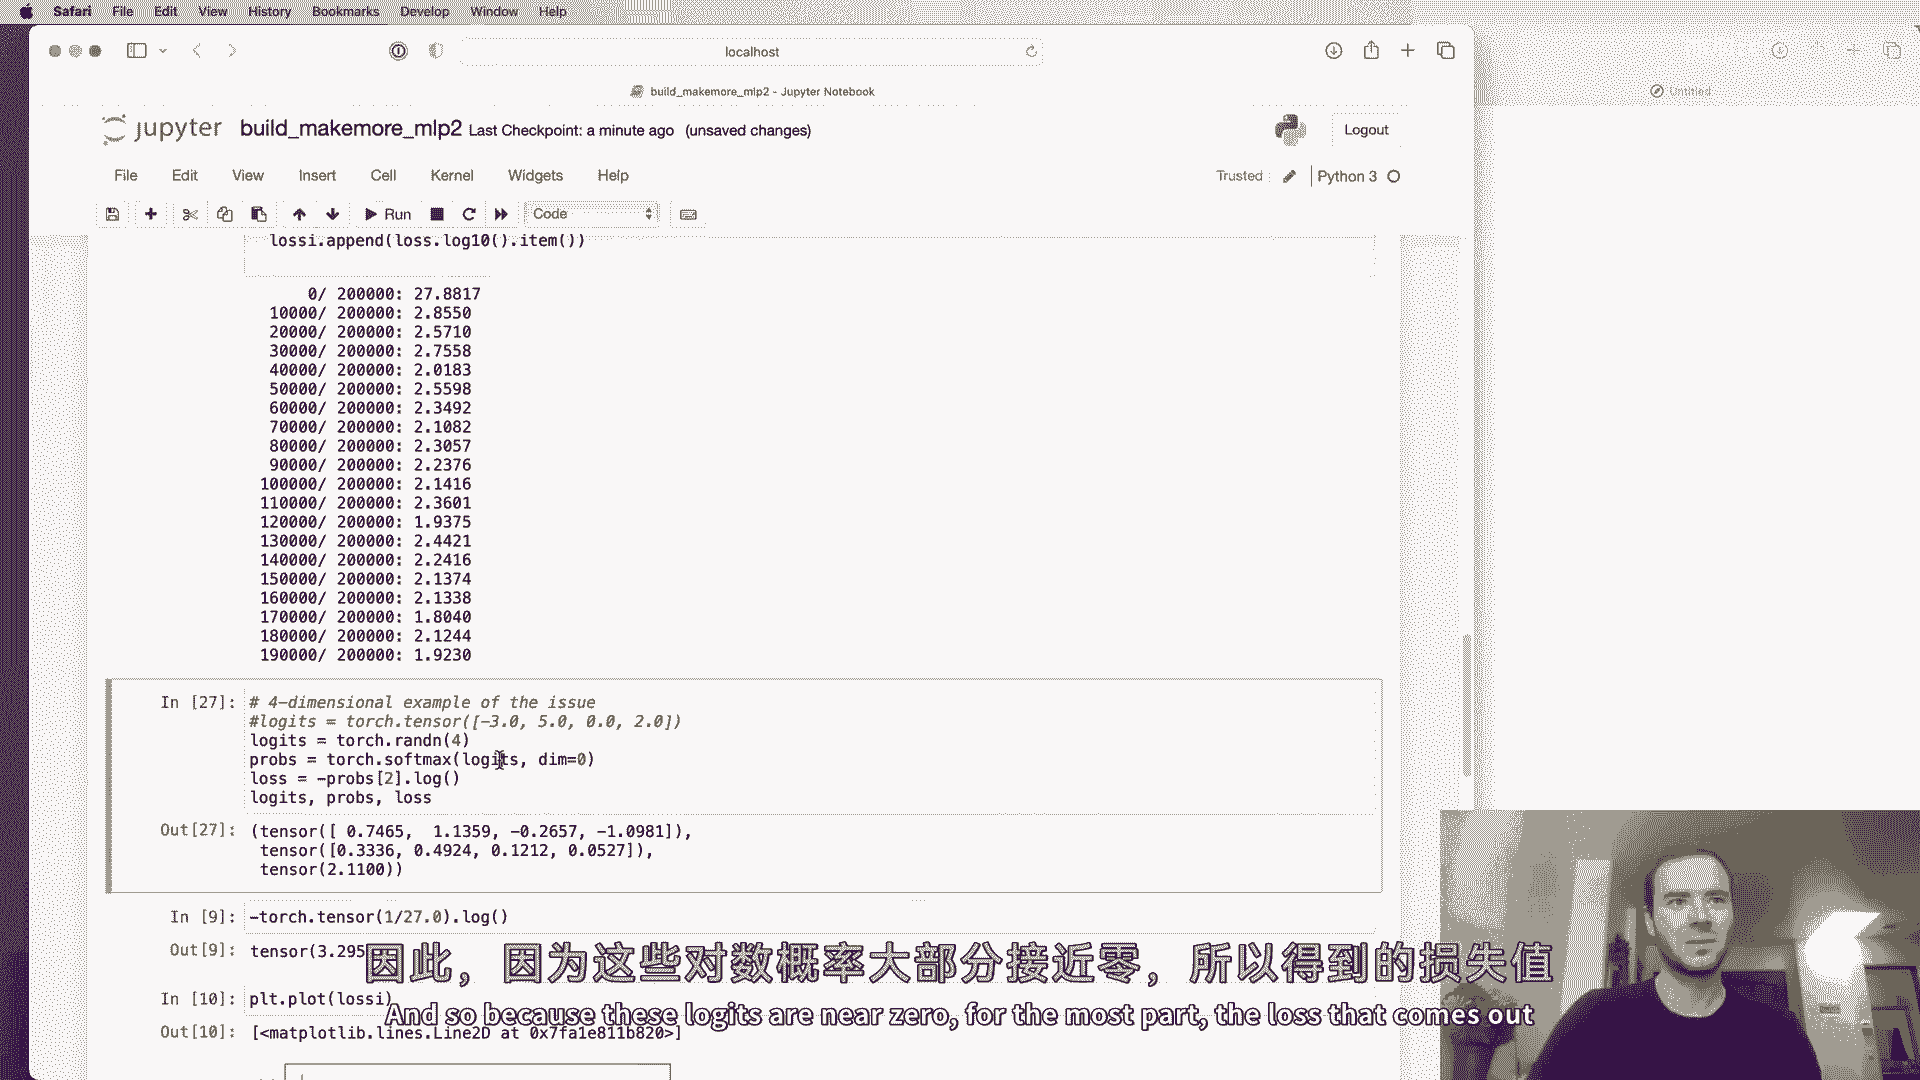 Safari File Edit View History Bookmarks Develop Window Help
localhost
build_makemore_mlp2 - Jupyter Notebook
Untitled
jupyter build_makemore_mlp2 Last Checkpoint: a minute ago (unsaved changes)
Logout
File Edit View Insert Cell Kernel Widgets Help
Trusted Python 3
Run Code
lossi.append(loss.log10().item())
0/ 200000: 27.8817
10000/ 200000: 2.8550
20000/ 200000: 2.5710
30000/ 200000: 2.7558
40000/ 200000: 2.0183
50000/ 200000: 2.5598
60000/ 200000: 2.3492
70000/ 200000: 2.1082
80000/ 200000: 2.3057
90000/ 200000: 2.2376
100000/ 200000: 2.1416
110000/ 200000: 2.3601
120000/ 200000: 1.9375
130000/ 200000: 2.4421
140000/ 200000: 2.2416
150000/ 200000: 2.1374
160000/ 200000: 2.1338
170000/ 200000: 1.8040
180000/ 200000: 2.1244
190000/ 200000: 1.9230
In [27]: # 4-dimensional example of the issue
#logits = torch.tensor([-3.0, 5.0, 0.0, 2.0])
logits = torch.randn(4)
probs = torch.softmax(logits, dim=0)
loss = -probs[2].log()
logits, probs, loss
Out[27]: (tensor([ 0.7465,  1.1359, -0.2657, -1.0981]),
tensor([0.3336, 0.4924, 0.1212, 0.0527]),
tensor(2.1100))
In [9]: -torch.tensor(1/27.0).log()
Out[9]: tensor(3.295
因此，因为这些对数概率大部分接近零，所以得到的损失值
In [10]: plt.plot(lossi)
And so because these logits are near zero, for the most part, the loss that comes out
Out[10]: [<matplotlib.lines.Line2D at 0x7fa1e811b820>]